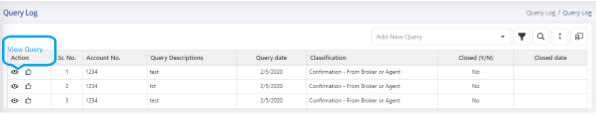 Query Log
Query Log / Query Log
Add New Query
View Query
Action Sr. No. Account No. Query Descriptions Query date Classification Closed (Y/N) Closed date
1 1234 test 2/5/2020 Confirmation - From Broker or Agent No
2 1234 tst 2/5/2020 Confirmation - From Broker or Agent No
3 1234 test 2/5/2020 Confirmation - From Broker or Agent No